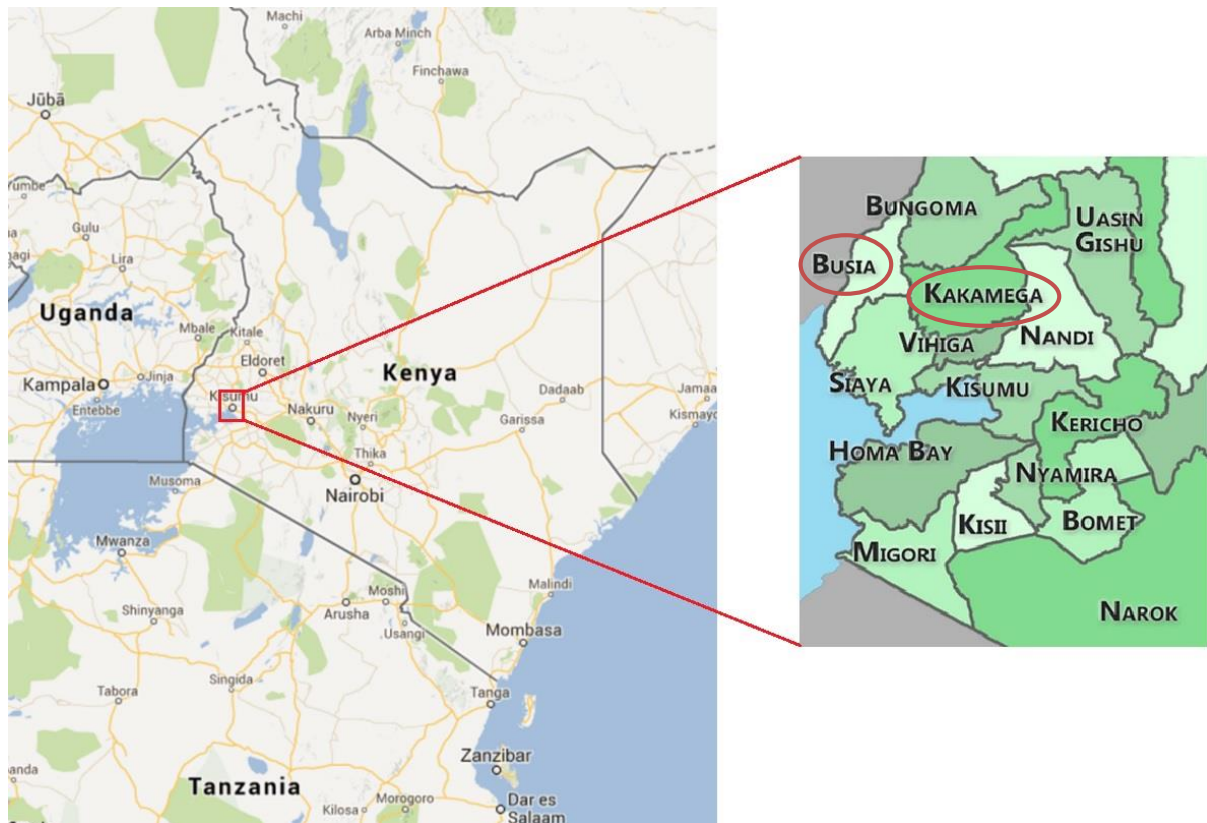 Machi
Arba Minch
Finchawa
Jūbā
Yumbe
Gulu
Lira
Uganda
Mbale
Kitale
Eldoret
Kampala
Jinja
Entebbe
Kisumu
Nakuru
Nyeri
Kenya
Dadaab
Garissa
Jamaa
Kismayo
Thika
Nairobi
Musoma
Mwanza
Shinyanga
Arusha
Moshi
Usangi
Malindi
Mombasa
Tabora
Singida
Tanga
Zanzibar
Tanzania
Kilosa
Morogoro
Dar es
Salaam
BUNGOMA
UASIN
GISHU
BUSIA
KAKAMEGA
VIHIGA
NANDI
SIAYA
KISUMU
KERICHO
HOMA BAY
NYAMIRA
KISII
BOMET
MIGORI
NAROK